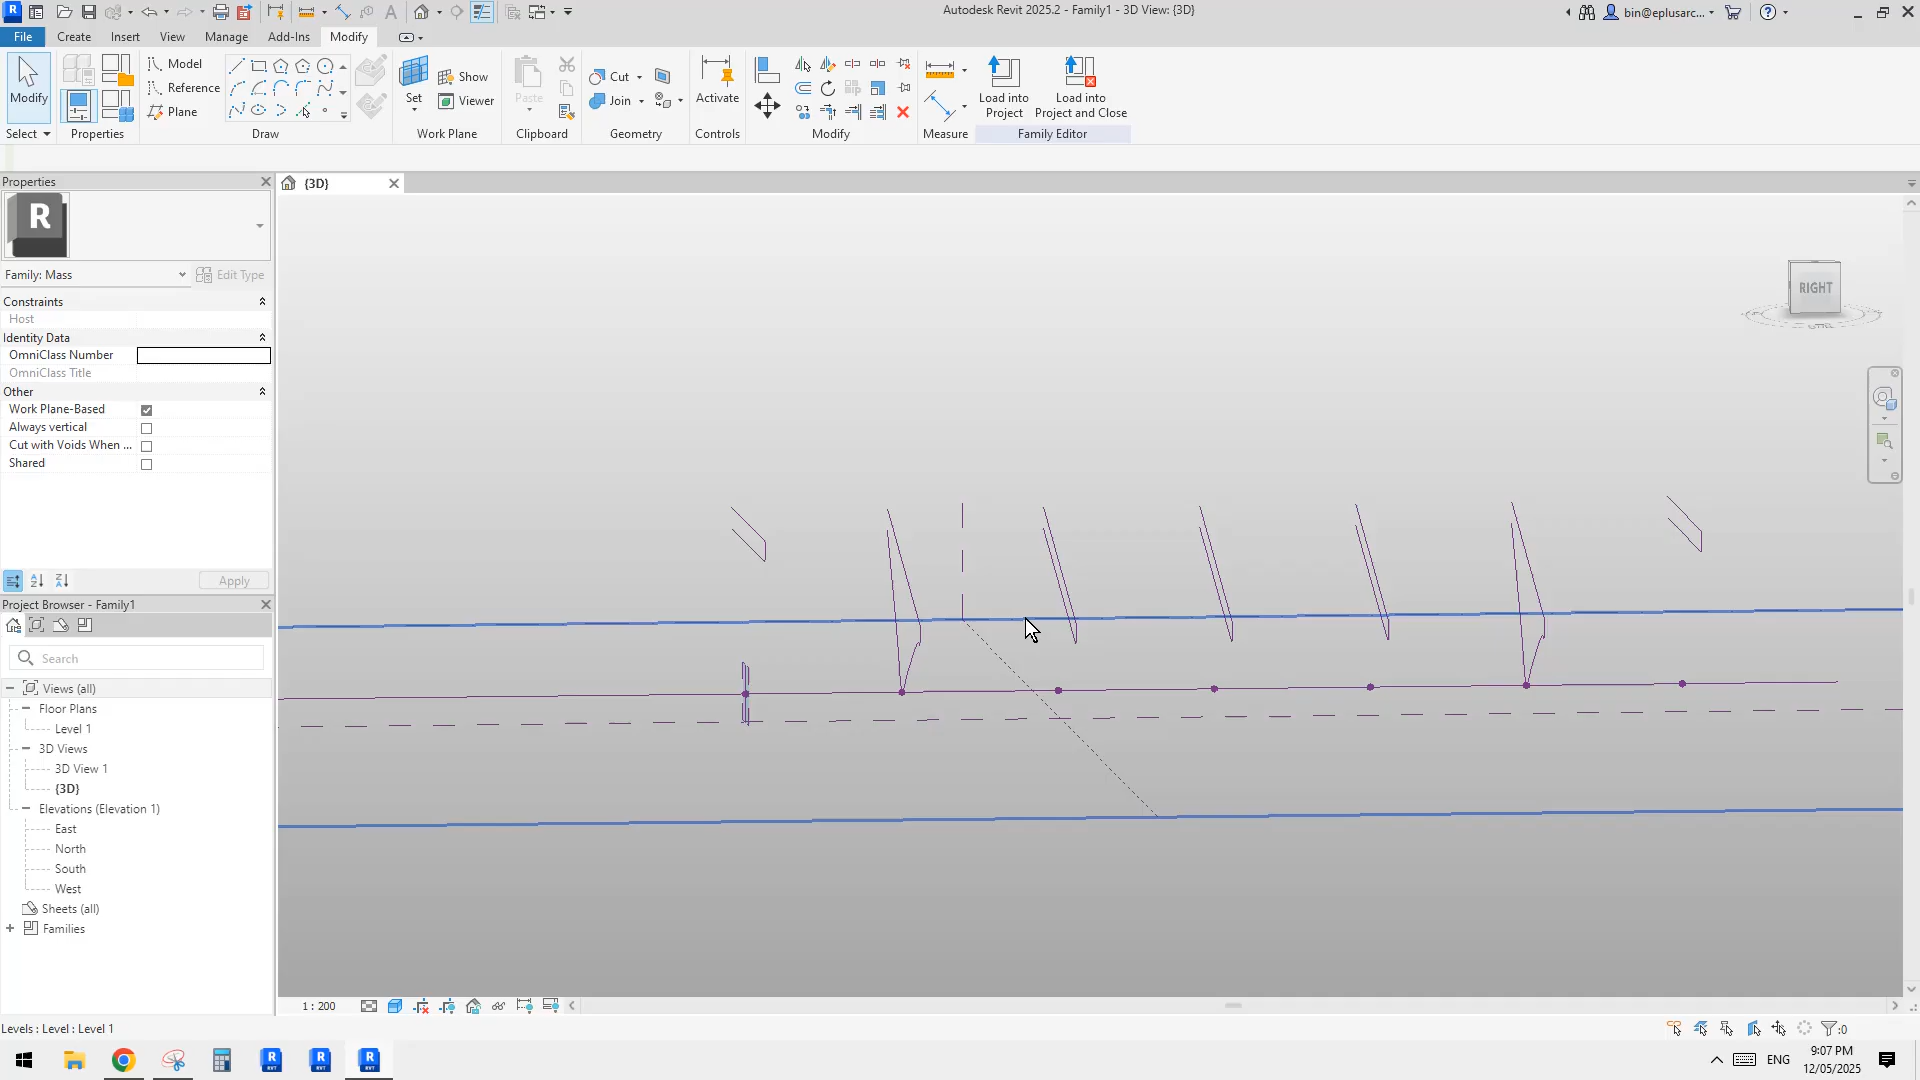 Autodesk Revit 2025.2 - Family1 - 3D View: {3D}
bin@eplusarc...
File
Create
Insert
View
Manage
Add-Ins
Modify
Modify
Select
Properties
Model
Reference
Plane
Draw
Set
Show
Viewer
Work Plane
Paste
Clipboard
Cut
Join
Geometry
Activate
Controls
Modify
Measure
Load into
Project
Load into
Project and Close
Family Editor
Properties
R
Family: Mass
Edit Type
Constraints
Host
Identity Data
OmniClass Number
OmniClass Title
Other
Work Plane-Based
Always vertical
Cut with Voids When ...
Shared
Apply
{3D}
RIGHT
Project Browser - Family1
Search
Views (all)
Floor Plans
Level 1
3D Views
3D View 1
{3D}
Elevations (Elevation 1)
East
North
South
West
Sheets (all)
Families
1 : 200
Levels : Level : Level 1
:0
ENG
9:07 PM
12/05/2025